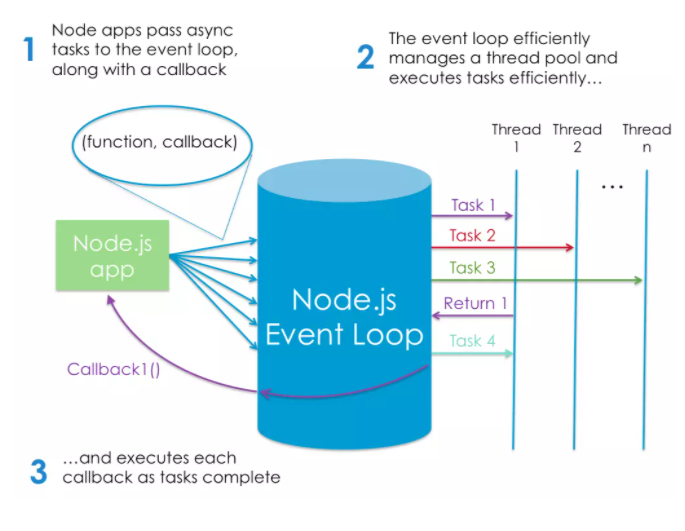 1
Node apps pass async
tasks to the event loop,
along with a callback
2
The event loop efficiently
manages a thread pool and
executes tasks efficiently…
(function, callback)
Thread 1
Thread 2
…
Thread n
Node.js
app
Node.js
Event Loop
Task 1
Task 2
Task 3
Return 1
Task 4
Callback1()
3
…and executes each
callback as tasks complete